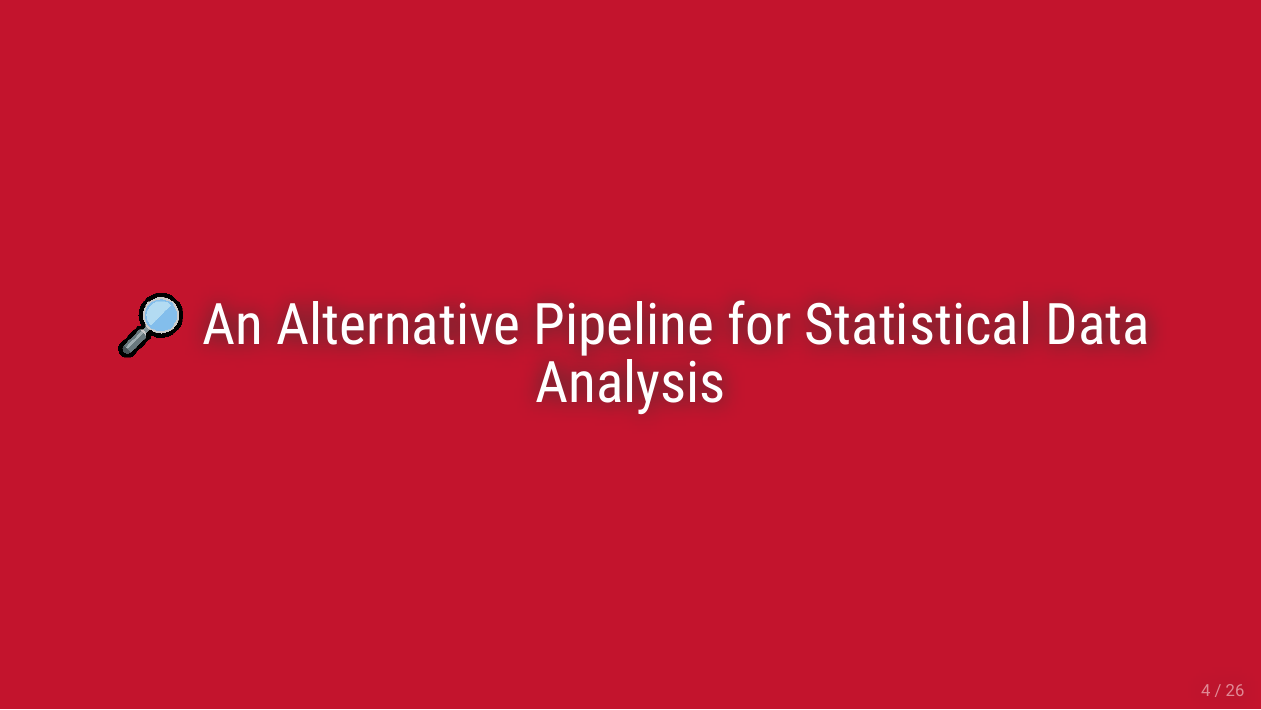 🔎 An Alternative Pipeline for Statistical Data
Analysis
4 / 26